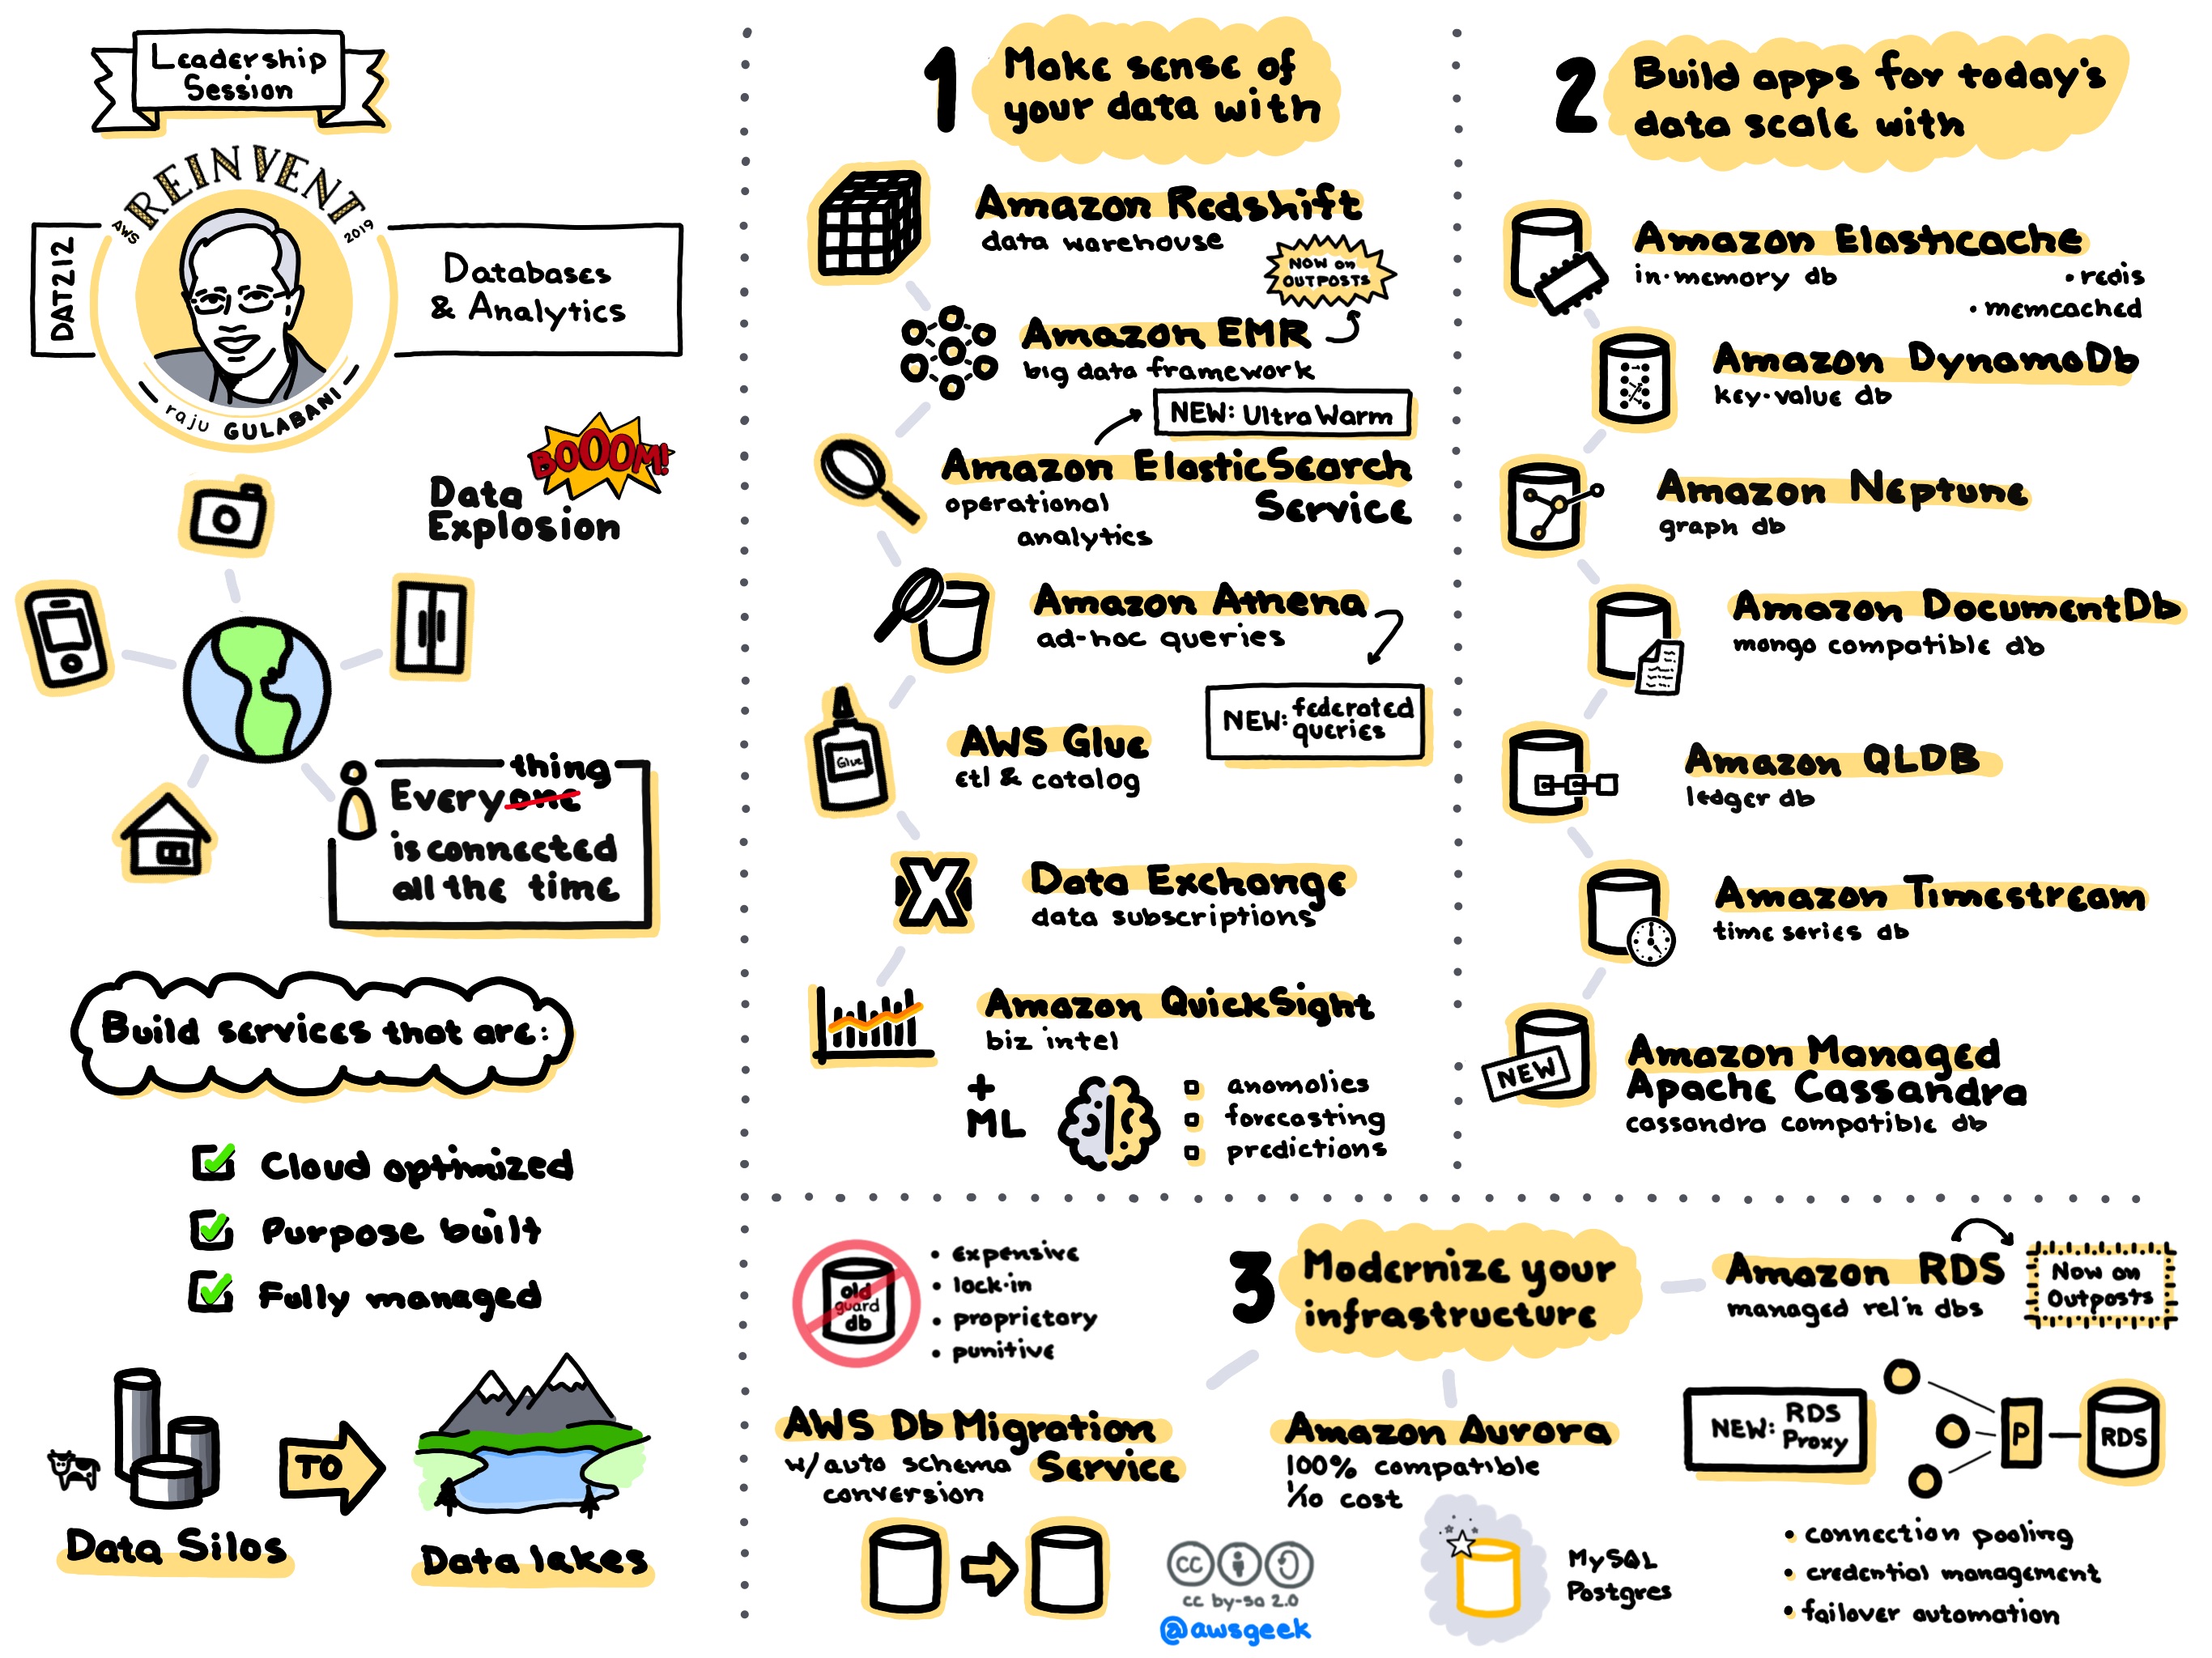 Leadership
Session
REINVENT
AWS
2019
DAT212
Databases
& Analytics
raju GULABANI
BOOOM!
Data
Explosion
thing
Everyone
is connected
all the time
Build services that are:
Cloud optimized
Purpose built
Fully managed
TO
Data Silos
Data lakes
1 Make sense of
your data with
Amazon Redshift
data warehouse
NOW on
OUTPOSTS
Amazon EMR
big data framework
NEW: UltraWarm
Amazon ElasticSearch
Service
operational
analytics
Amazon Athena
ad-hoc queries
NEW: federated
queries
Glue
AWS Glue
etl & catalog
X
Data Exchange
data subscriptions
Amazon QuickSight
biz intel
+
ML
anomolies
forecasting
predictions
2 Build apps for today's
data scale with
Amazon Elasticache
in-memory db
• redis
• memcached
Amazon DynamoDb
key-value db
Amazon Neptune
graph db
Amazon DocumentDb
mongo compatible db
Amazon QLDB
ledger db
Amazon Timestream
time series db
NEW
Amazon Managed
Apache Cassandra
cassandra compatible db
old
guard
db
• expensive
• lock-in
• proprietary
• punitive
3 Modernize your
infrastructure
AWS Db Migration
Service
w/ auto schema
conversion
Amazon Aurora
100% compatible
1/10 cost
MySQL
Postgres
Amazon RDS
managed rel'n dbs
Now on
Outposts
NEW: RDS
Proxy
P
RDS
• connection pooling
• credential management
• failover automation
cc
cc by-sa 2.0
@awsgeek